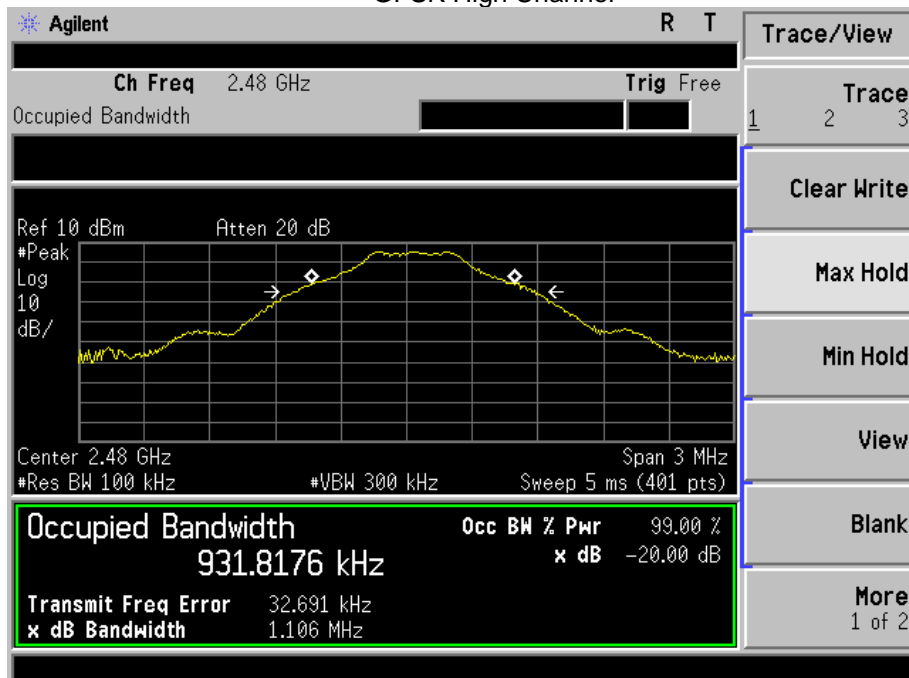 High Channel
Agilent R T
Trace/View
Ch Freq 2.48 GHz Trig Free
Occupied Bandwidth
Trace
1 2 3
Clear Write
Ref 10 dBm Atten 20 dB
#Peak
Log
10
dB/
Max Hold
Min Hold
View
Center 2.48 GHz Span 3 MHz
#Res BW 100 kHz #VBW 300 kHz Sweep 5 ms (401 pts)
Occupied Bandwidth
931.8176 kHz
Occ BW % Pwr 99.00 %
x dB -20.00 dB
Blank
Transmit Freq Error 32.691 kHz
x dB Bandwidth 1.106 MHz
More
1 of 2